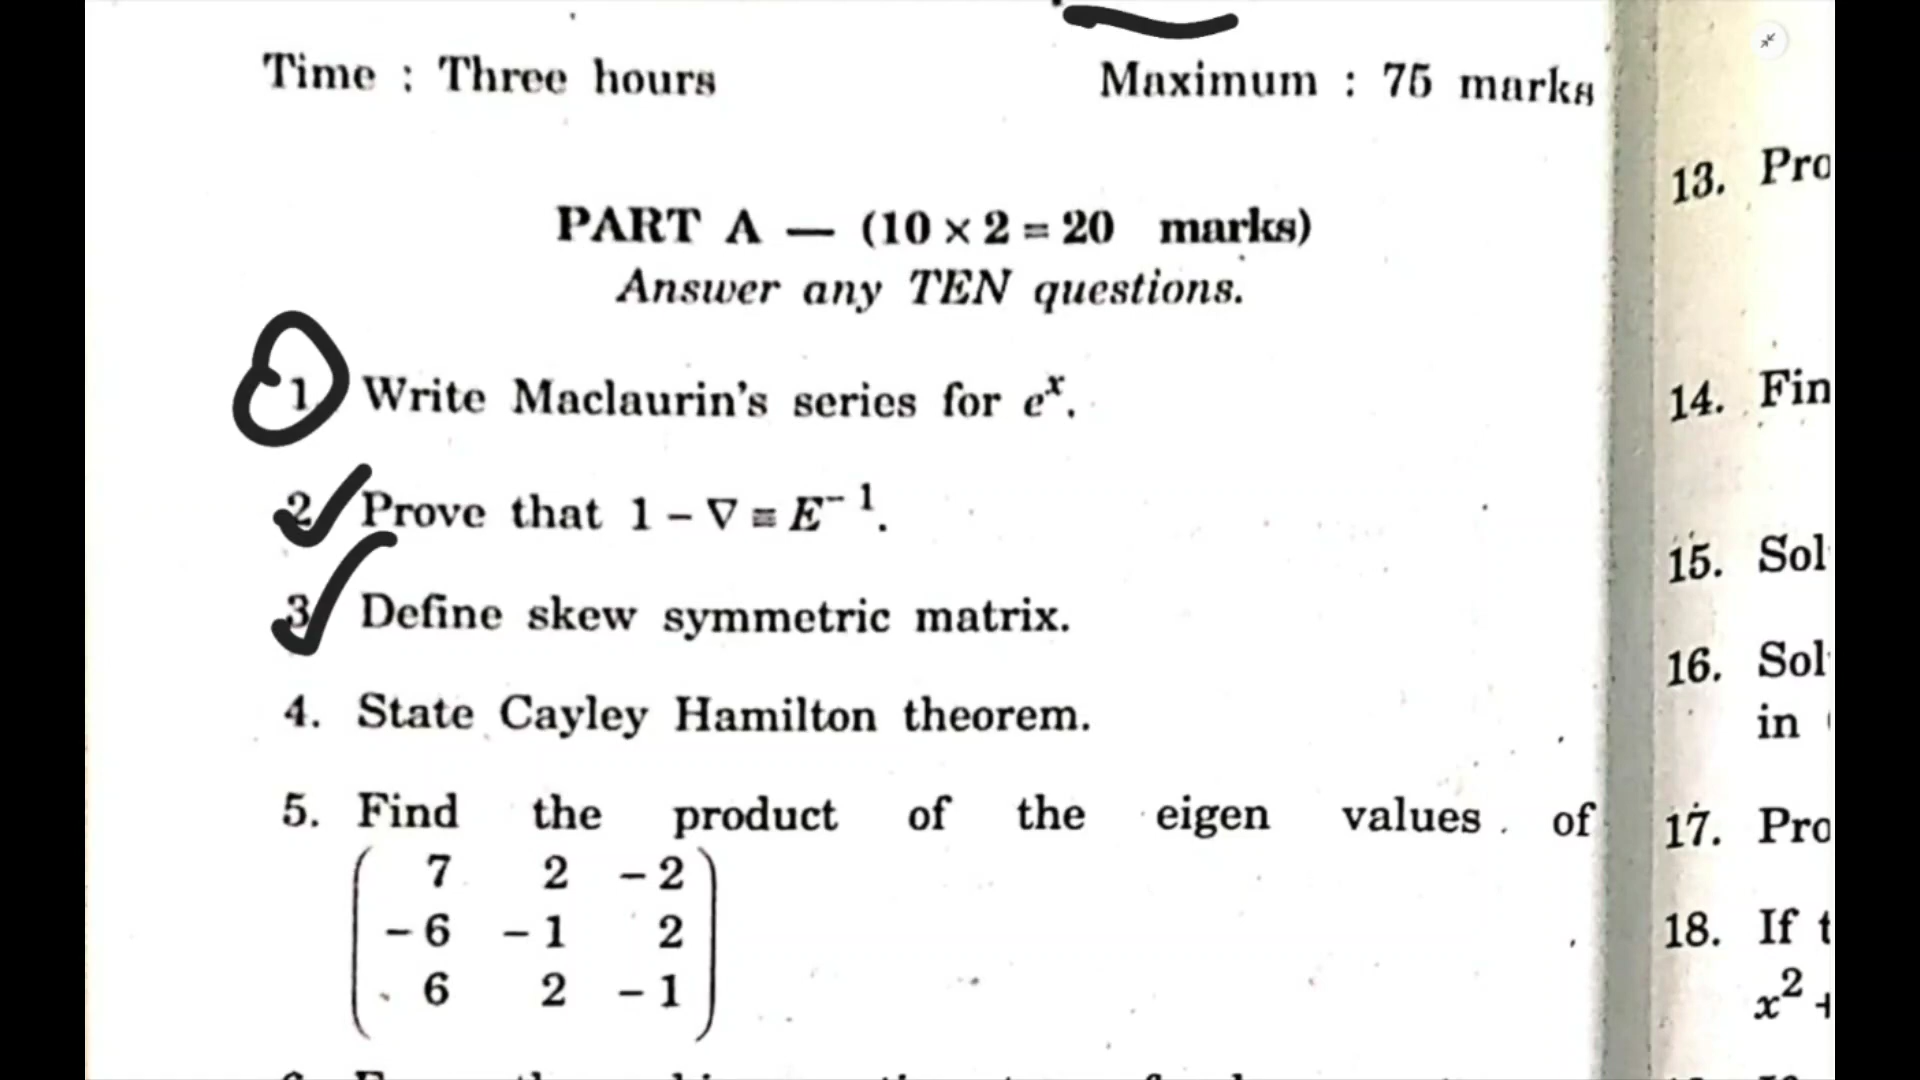 Time : Three hours
Maximum : 75 marks
PART A — (10 × 2 = 20 marks)
Answer any TEN questions.
1. Write Maclaurin's series for e^x.
2. Prove that 1 − ∇ ≡ E^−1.
3. Define skew symmetric matrix.
4. State Cayley Hamilton theorem.
5. Find the product of the eigen values of
7 2 −2
−6 −1 2
6 2 −1
13. Pro
14. Fin
15. Sol
16. Sol
in
17. Pro
18. If t
x² +